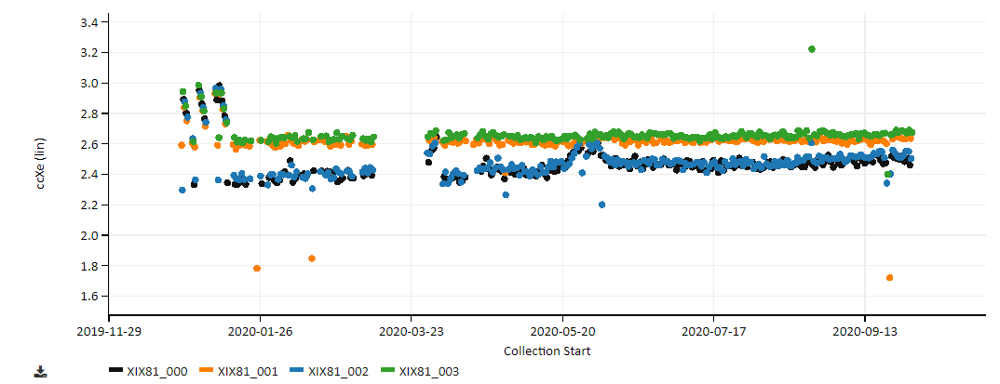 3.4
3.2
3.0
2.8
2.6
2.4
2.2
2.0
1.8
1.6
ccXe (lin)
2019-11-29 2020-01-26 2020-03-23 2020-05-20 2020-07-17 2020-09-13
Collection Start
XIX81_000 XIX81_001 XIX81_002 XIX81_003